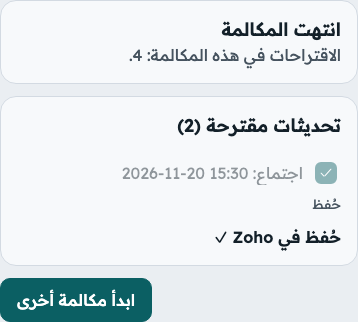 انتهت المكالمة
الاقتراحات في هذه المكالمة: 4.
تحديثات مقترحة (2)
اجتماع: 15:30 20-11-2026
حُفظ
حُفظ في Zoho ✓
ابدأ مكالمة أخرى